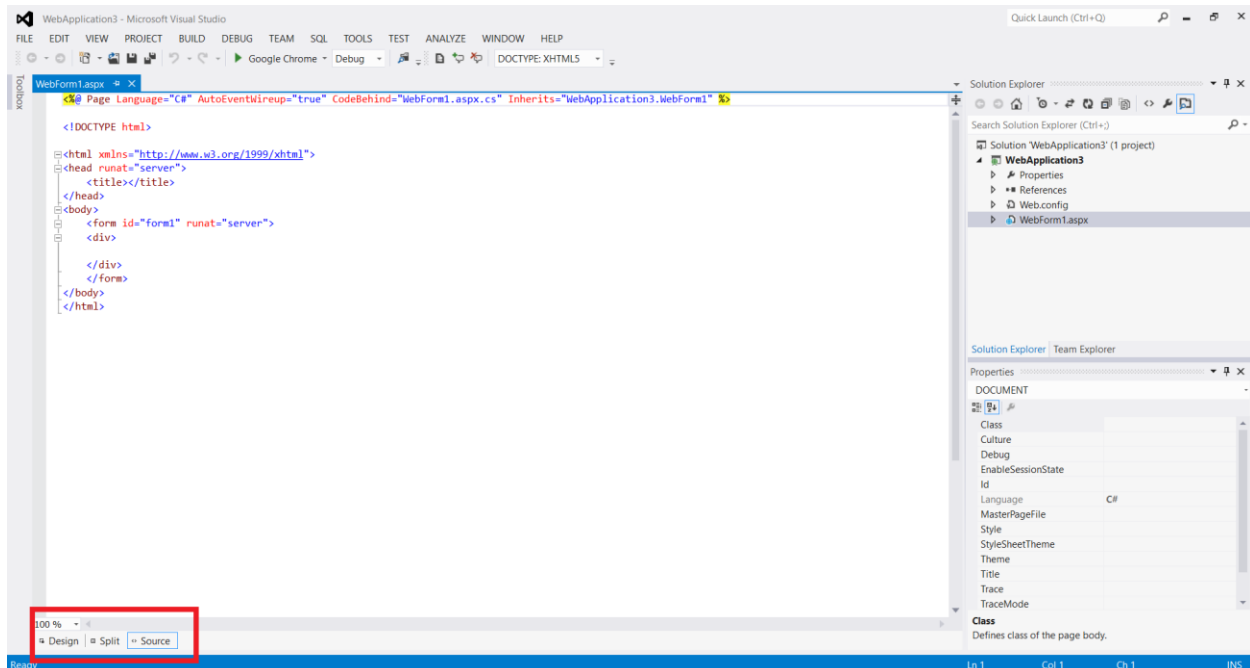 WebApplication3 - Microsoft Visual Studio
Quick Launch (Ctrl+Q)
FILE EDIT VIEW PROJECT BUILD DEBUG TEAM SQL TOOLS TEST ANALYZE WINDOW HELP
Google Chrome Debug DOCTYPE: XHTML5
Toolbox
WebForm1.aspx
<%@ Page Language="C#" AutoEventWireup="true" CodeBehind="WebForm1.aspx.cs" Inherits="WebApplication3.WebForm1" %>
<!DOCTYPE html>
<html xmlns="http://www.w3.org/1999/xhtml">
<head runat="server">
<title></title>
</head>
<body>
<form id="form1" runat="server">
<div>
</div>
</form>
</body>
</html>
100 %
Design Split Source
Solution Explorer
Search Solution Explorer (Ctrl+;)
Solution 'WebApplication3' (1 project)
WebApplication3
Properties
References
Web.config
WebForm1.aspx
Solution Explorer Team Explorer
Properties
DOCUMENT
Class
Culture
Debug
EnableSessionState
Id
Language C#
MasterPageFile
Style
StyleSheetTheme
Theme
Title
Trace
TraceMode
Class
Defines class of the page body.
Ready Ln 1 Col 1 Ch 1 INS